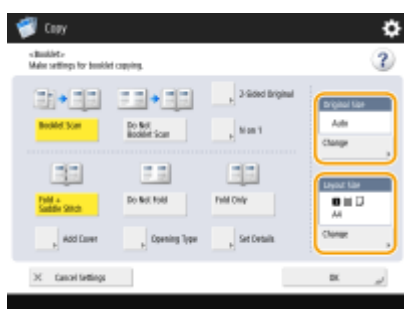 Copy
<Booklet>
Make settings for booklet copying.
?
2-Sided Original
Booklet Scan
Do Not
Booklet Scan
N on 1
Original Size
Auto
Change
Fold +
Saddle Stitch
Do Not Fold
Fold Only
Layout Size
A4
Change
Add Cover
Opening Type
Set Details
Cancel Settings
OK